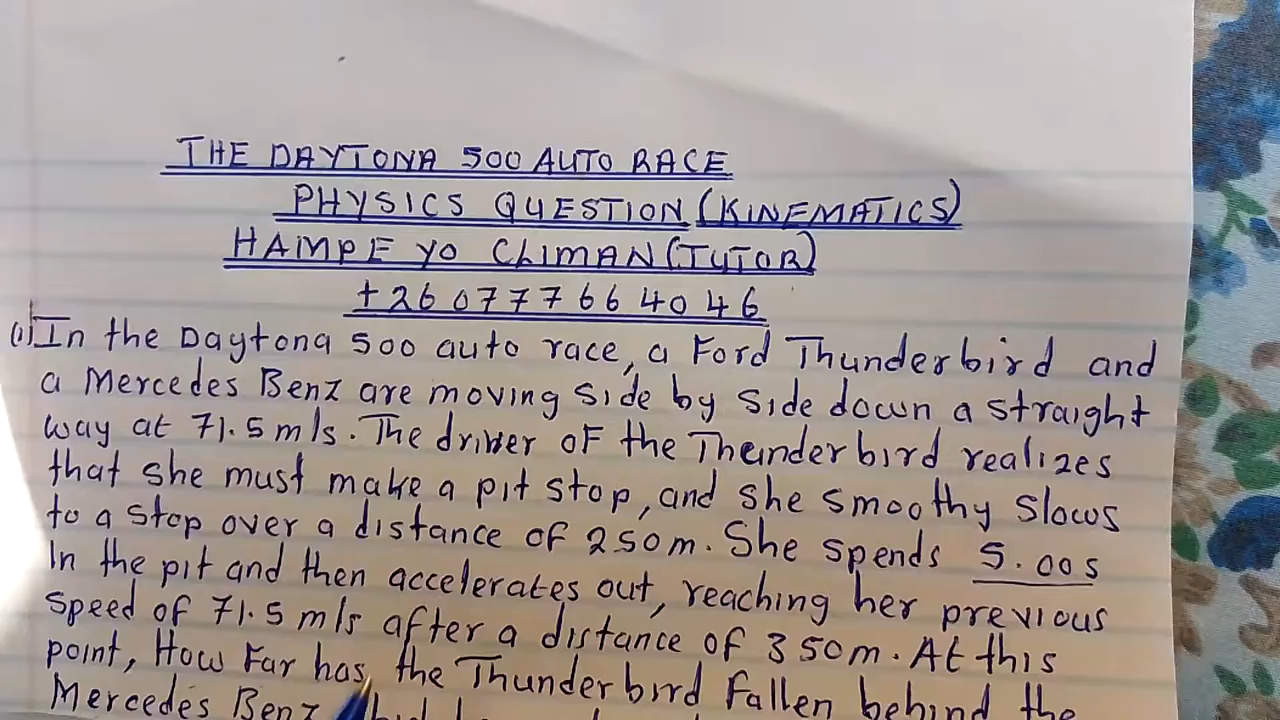 THE DAYTONA 500 AUTO RACE
PHYSICS QUESTION (KINEMATICS)
HAMPE YO CLIMAN (TUTOR)
+260777664046
(1) In the Daytona 500 auto race, a Ford Thunderbird and
a Mercedes Benz are moving side by side down a straight
way at 71.5 m/s. The driver of the Thunderbird realizes
that she must make a pit stop, and she smoothy slows
to a stop over a distance of 250m. She spends 5.00s
In the pit and then accelerates out, reaching her previous
speed of 71.5 m/s after a distance of 350m. At this
point, How Far has the Thunderbird fallen behind the
Mercedes Benz